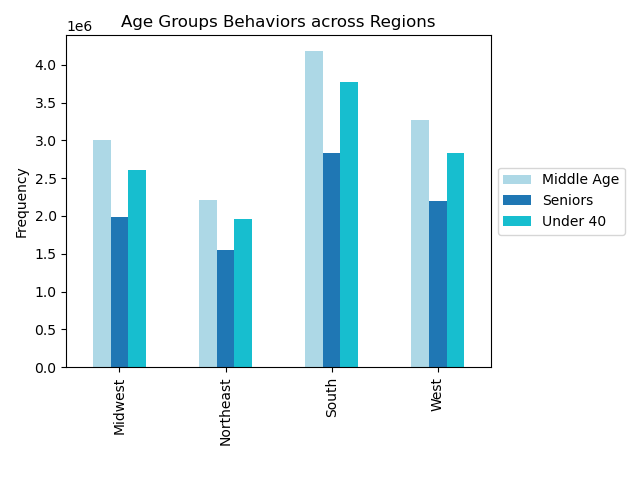 Age Groups Behaviors across Regions
1e6
4.0
3.5
3.0
2.5
2.0
1.5
1.0
0.5
0.0
Frequency
Middle Age
Seniors
Under 40
Midwest
Northeast
South
West